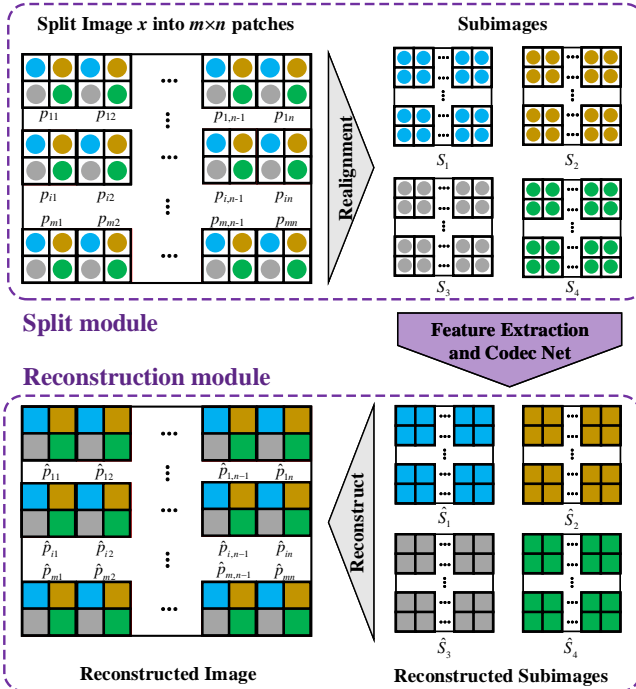 Split Image x into m×n patches
Subimages
...
...
p11 p12 p1,n-1 p1n
S1 S2
Realignment
pi1 pi2 pi,n-1 pin
pm1 pm2 pm,n-1 pmn
...
S3 S4
Split module
Feature Extraction
and Codec Net
Reconstruction module
...
p̂11 p̂12 p̂1,n−1 p̂1n
Ŝ1 Ŝ2
Reconstruct
p̂i1 p̂i2 p̂i,n−1 p̂in
p̂m1 p̂m2 p̂m,n−1 p̂mn
...
Ŝ3 Ŝ4
Reconstructed Image
Reconstructed Subimages